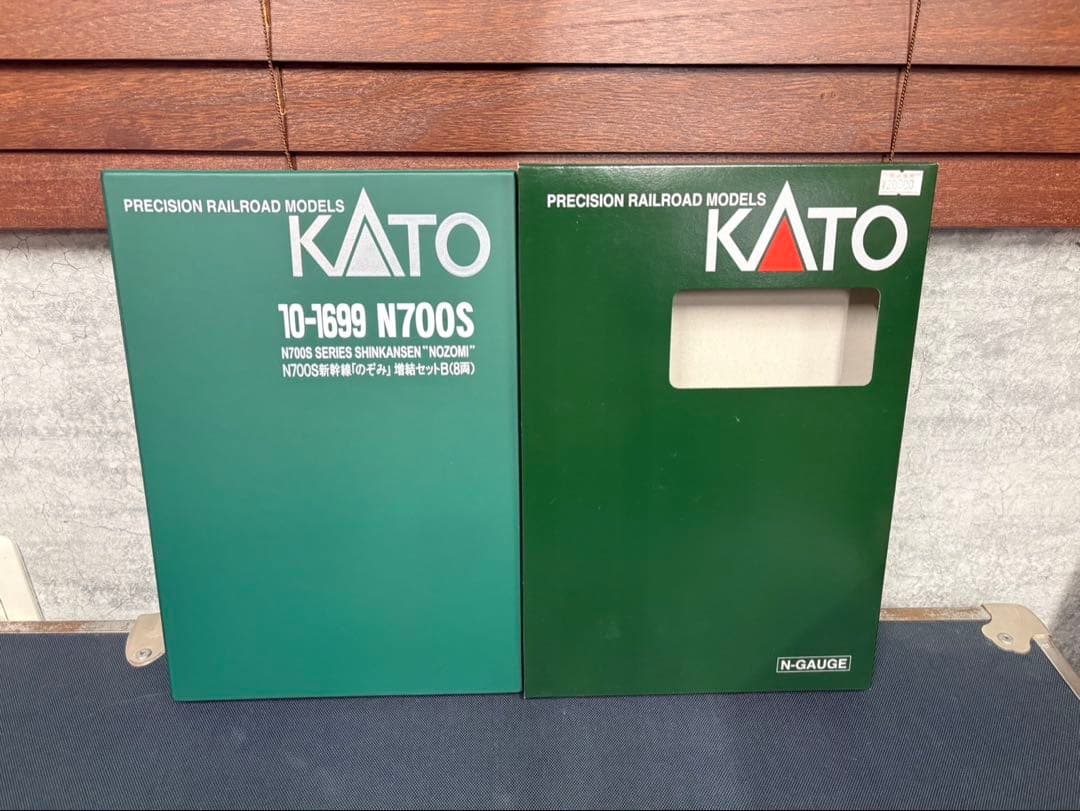 PRECISION RAILROAD MODELS
KATO
10-1699 N700S
N700S SERIES SHINKANSEN "NOZOMI"
N700S新幹線「のぞみ」増結セットB(8両)
PRECISION RAILROAD MODELS
KATO
N-GAUGE